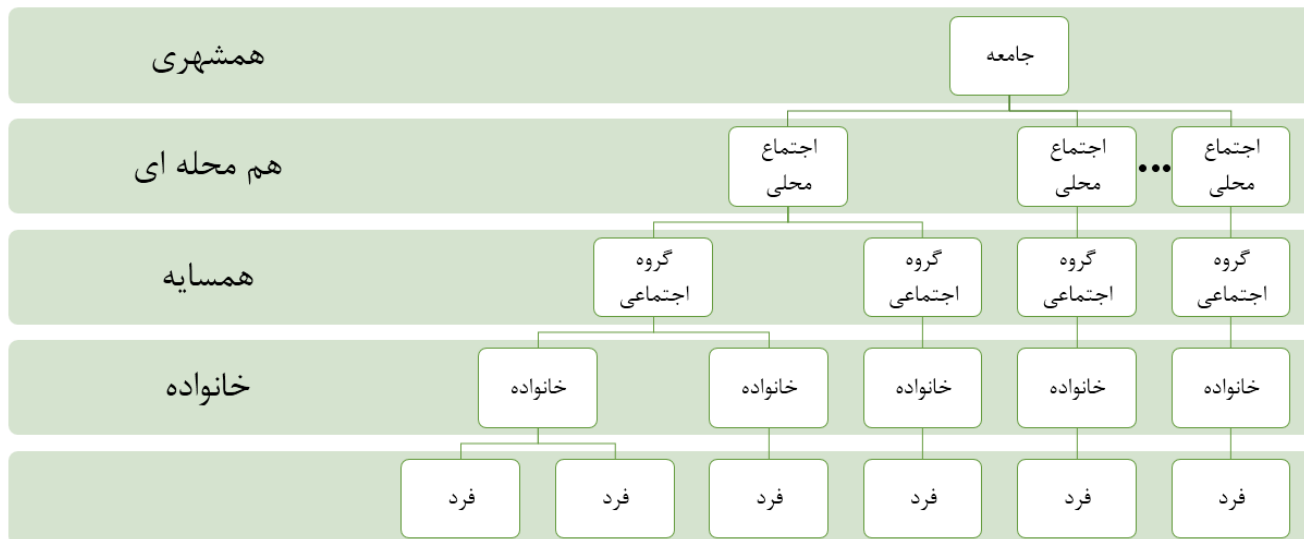 همشهری
جامعه
هم محله ای
اجتماع
محلی
اجتماع
محلی
•••
اجتماع
محلی
همسایه
گروه
اجتماعی
گروه
اجتماعی
گروه
اجتماعی
گروه
اجتماعی
خانواده
خانواده
خانواده
خانواده
خانواده
خانواده
فرد
فرد
فرد
فرد
فرد
فرد